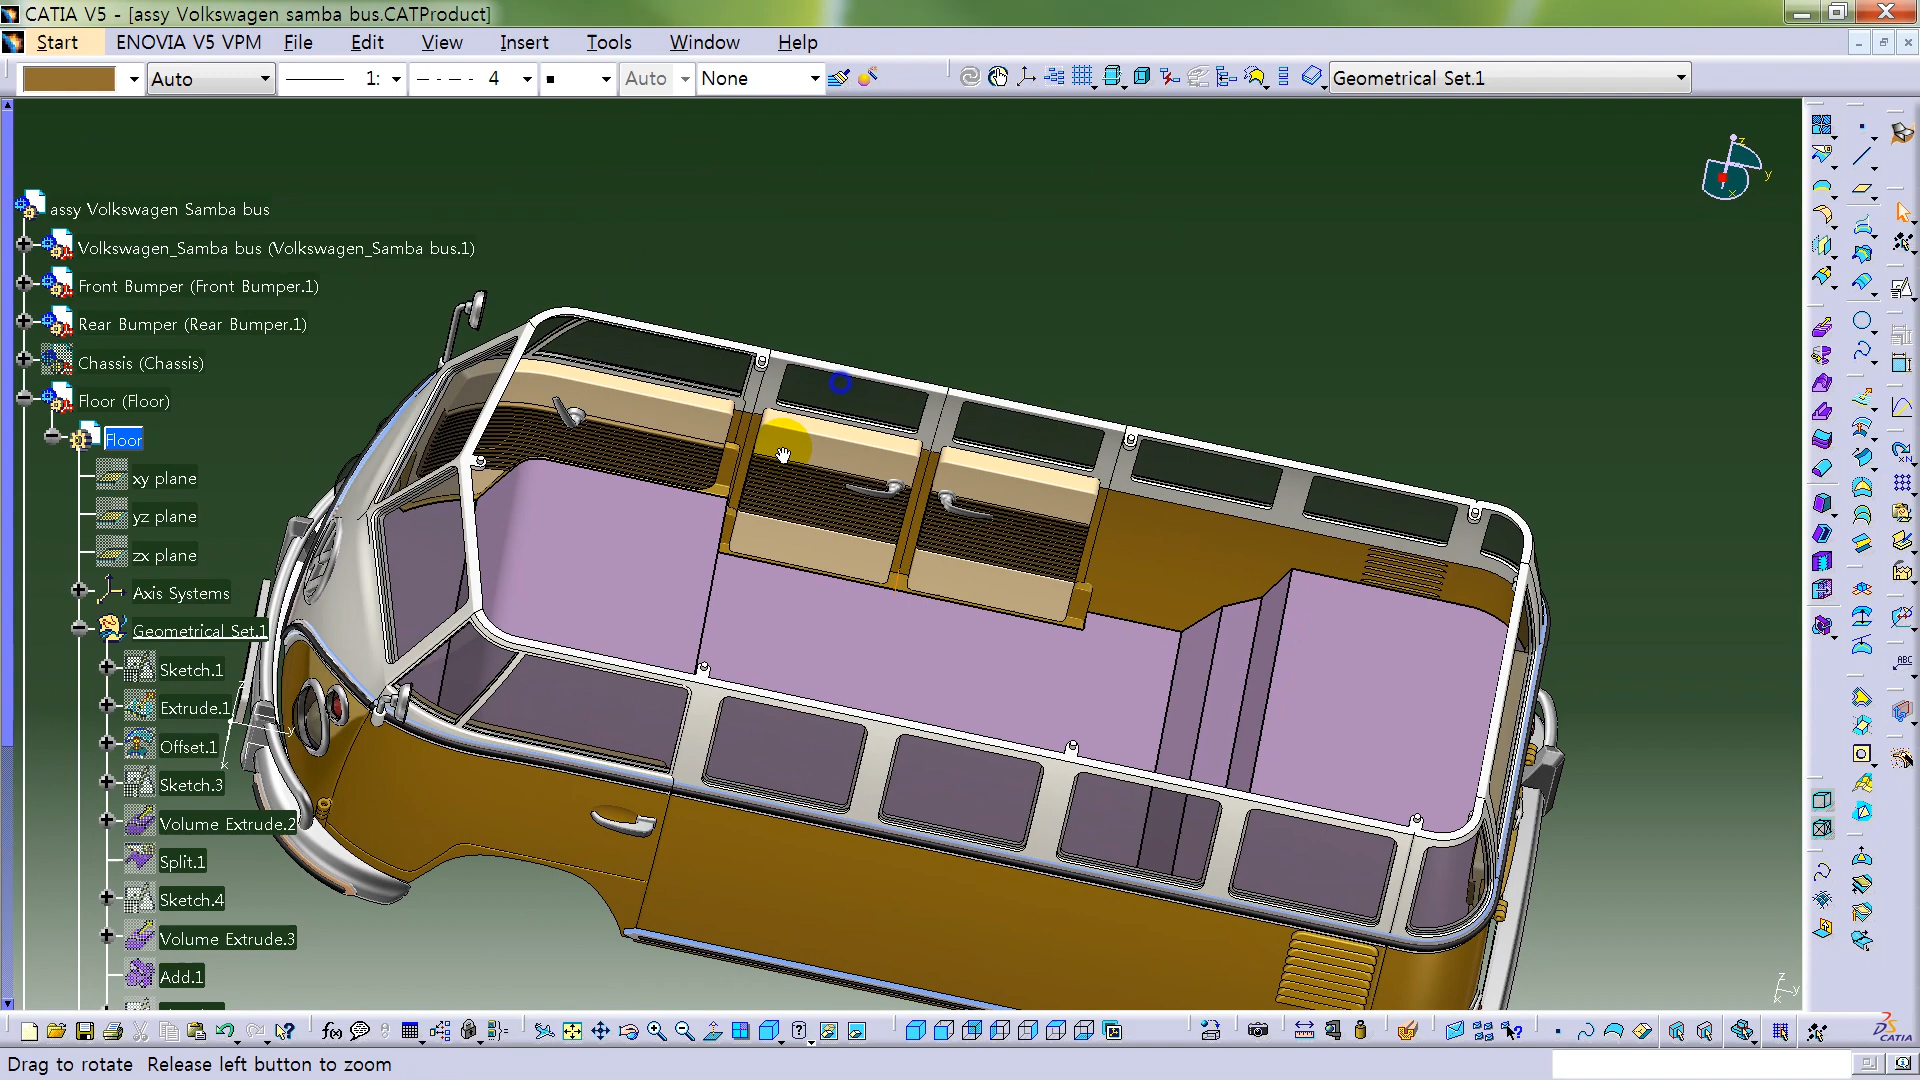 CATIA V5 - [assy Volkswagen samba bus.CATProduct]
Start ENOVIA V5 VPM File Edit View Insert Tools Window Help
Auto 1: 4 Auto None Geometrical Set.1
z
y
x
assy Volkswagen Samba bus
Volkswagen_Samba bus (Volkswagen_Samba bus.1)
Front Bumper (Front Bumper.1)
Rear Bumper (Rear Bumper.1)
Chassis (Chassis)
Floor (Floor)
Floor
xy plane
yz plane
zx plane
Axis Systems
Geometrical Set.1
Sketch.1
Extrude.1
Offset.1
Sketch.3
Volume Extrude.2
Split.1
Sketch.4
Volume Extrude.3
Add.1
z
y
x
ABC
z
y
x
f(x)
CATIA
Drag to rotate Release left button to zoom